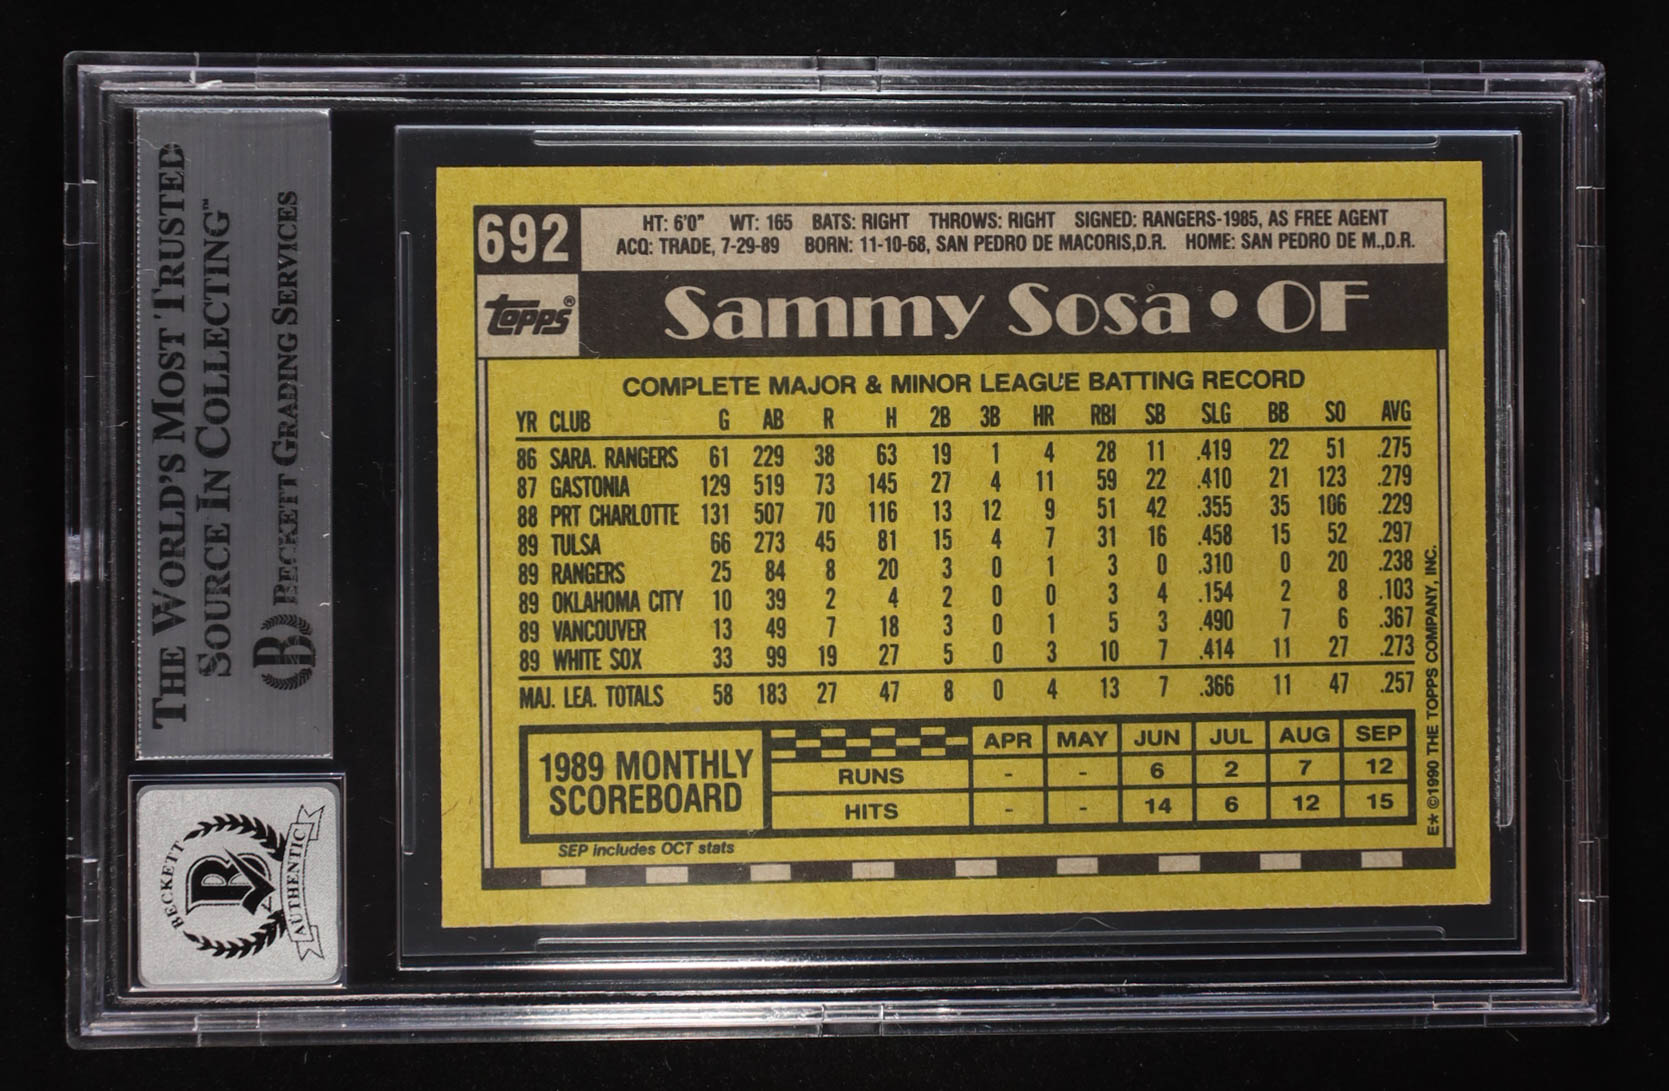 THE WORLD'S MOST TRUSTED
SOURCE IN COLLECTING™
BECKETT GRADING SERVICES
BECKETT
AUTHENTIC
692
HT: 6'0" WT: 165 BATS: RIGHT THROWS: RIGHT SIGNED: RANGERS-1985, AS FREE AGENT
ACQ: TRADE, 7-29-89 BORN: 11-10-68, SAN PEDRO DE MACORIS,D.R. HOME: SAN PEDRO DE M.,D.R.
topps®
Sammy Sosa • OF
COMPLETE MAJOR & MINOR LEAGUE BATTING RECORD
YR CLUB G AB R H 2B 3B HR RBI SB SLG BB SO AVG
86 SARA. RANGERS 61 229 38 63 19 1 4 28 11 .419 22 51 .275
87 GASTONIA 129 519 73 145 27 4 11 59 22 .410 21 123 .279
88 PRT CHARLOTTE 131 507 70 116 13 12 9 51 42 .355 35 106 .229
89 TULSA 66 273 45 81 15 4 7 31 16 .458 15 52 .297
89 RANGERS 25 84 8 20 3 0 1 3 0 .310 0 20 .238
89 OKLAHOMA CITY 10 39 2 4 2 0 0 3 4 .154 2 8 .103
89 VANCOUVER 13 49 7 18 3 0 1 5 3 .490 7 6 .367
89 WHITE SOX 33 99 19 27 5 0 3 10 7 .414 11 27 .273
MAJ. LEA. TOTALS 58 183 27 47 8 0 4 13 7 .366 11 47 .257
1989 MONTHLY
SCOREBOARD
APR MAY JUN JUL AUG SEP
RUNS - - 6 2 7 12
HITS - - 14 6 12 15
SEP includes OCT stats
E* ©1990 THE TOPPS COMPANY, INC.